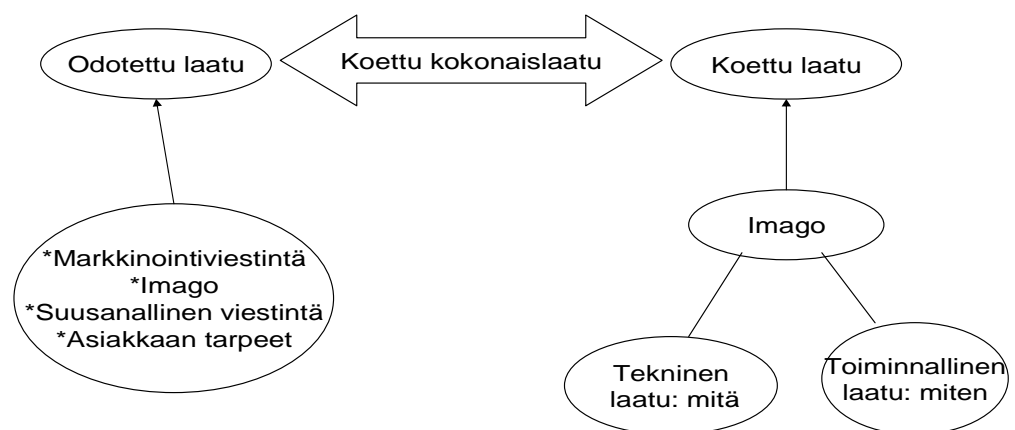 Odotettu laatu
Koettu kokonaislaatu
Koettu laatu
*Markkinointiviestintä
*Imago
*Suusanallinen viestintä
*Asiakkaan tarpeet
Imago
Tekninen
laatu: mitä
Toiminnallinen
laatu: miten